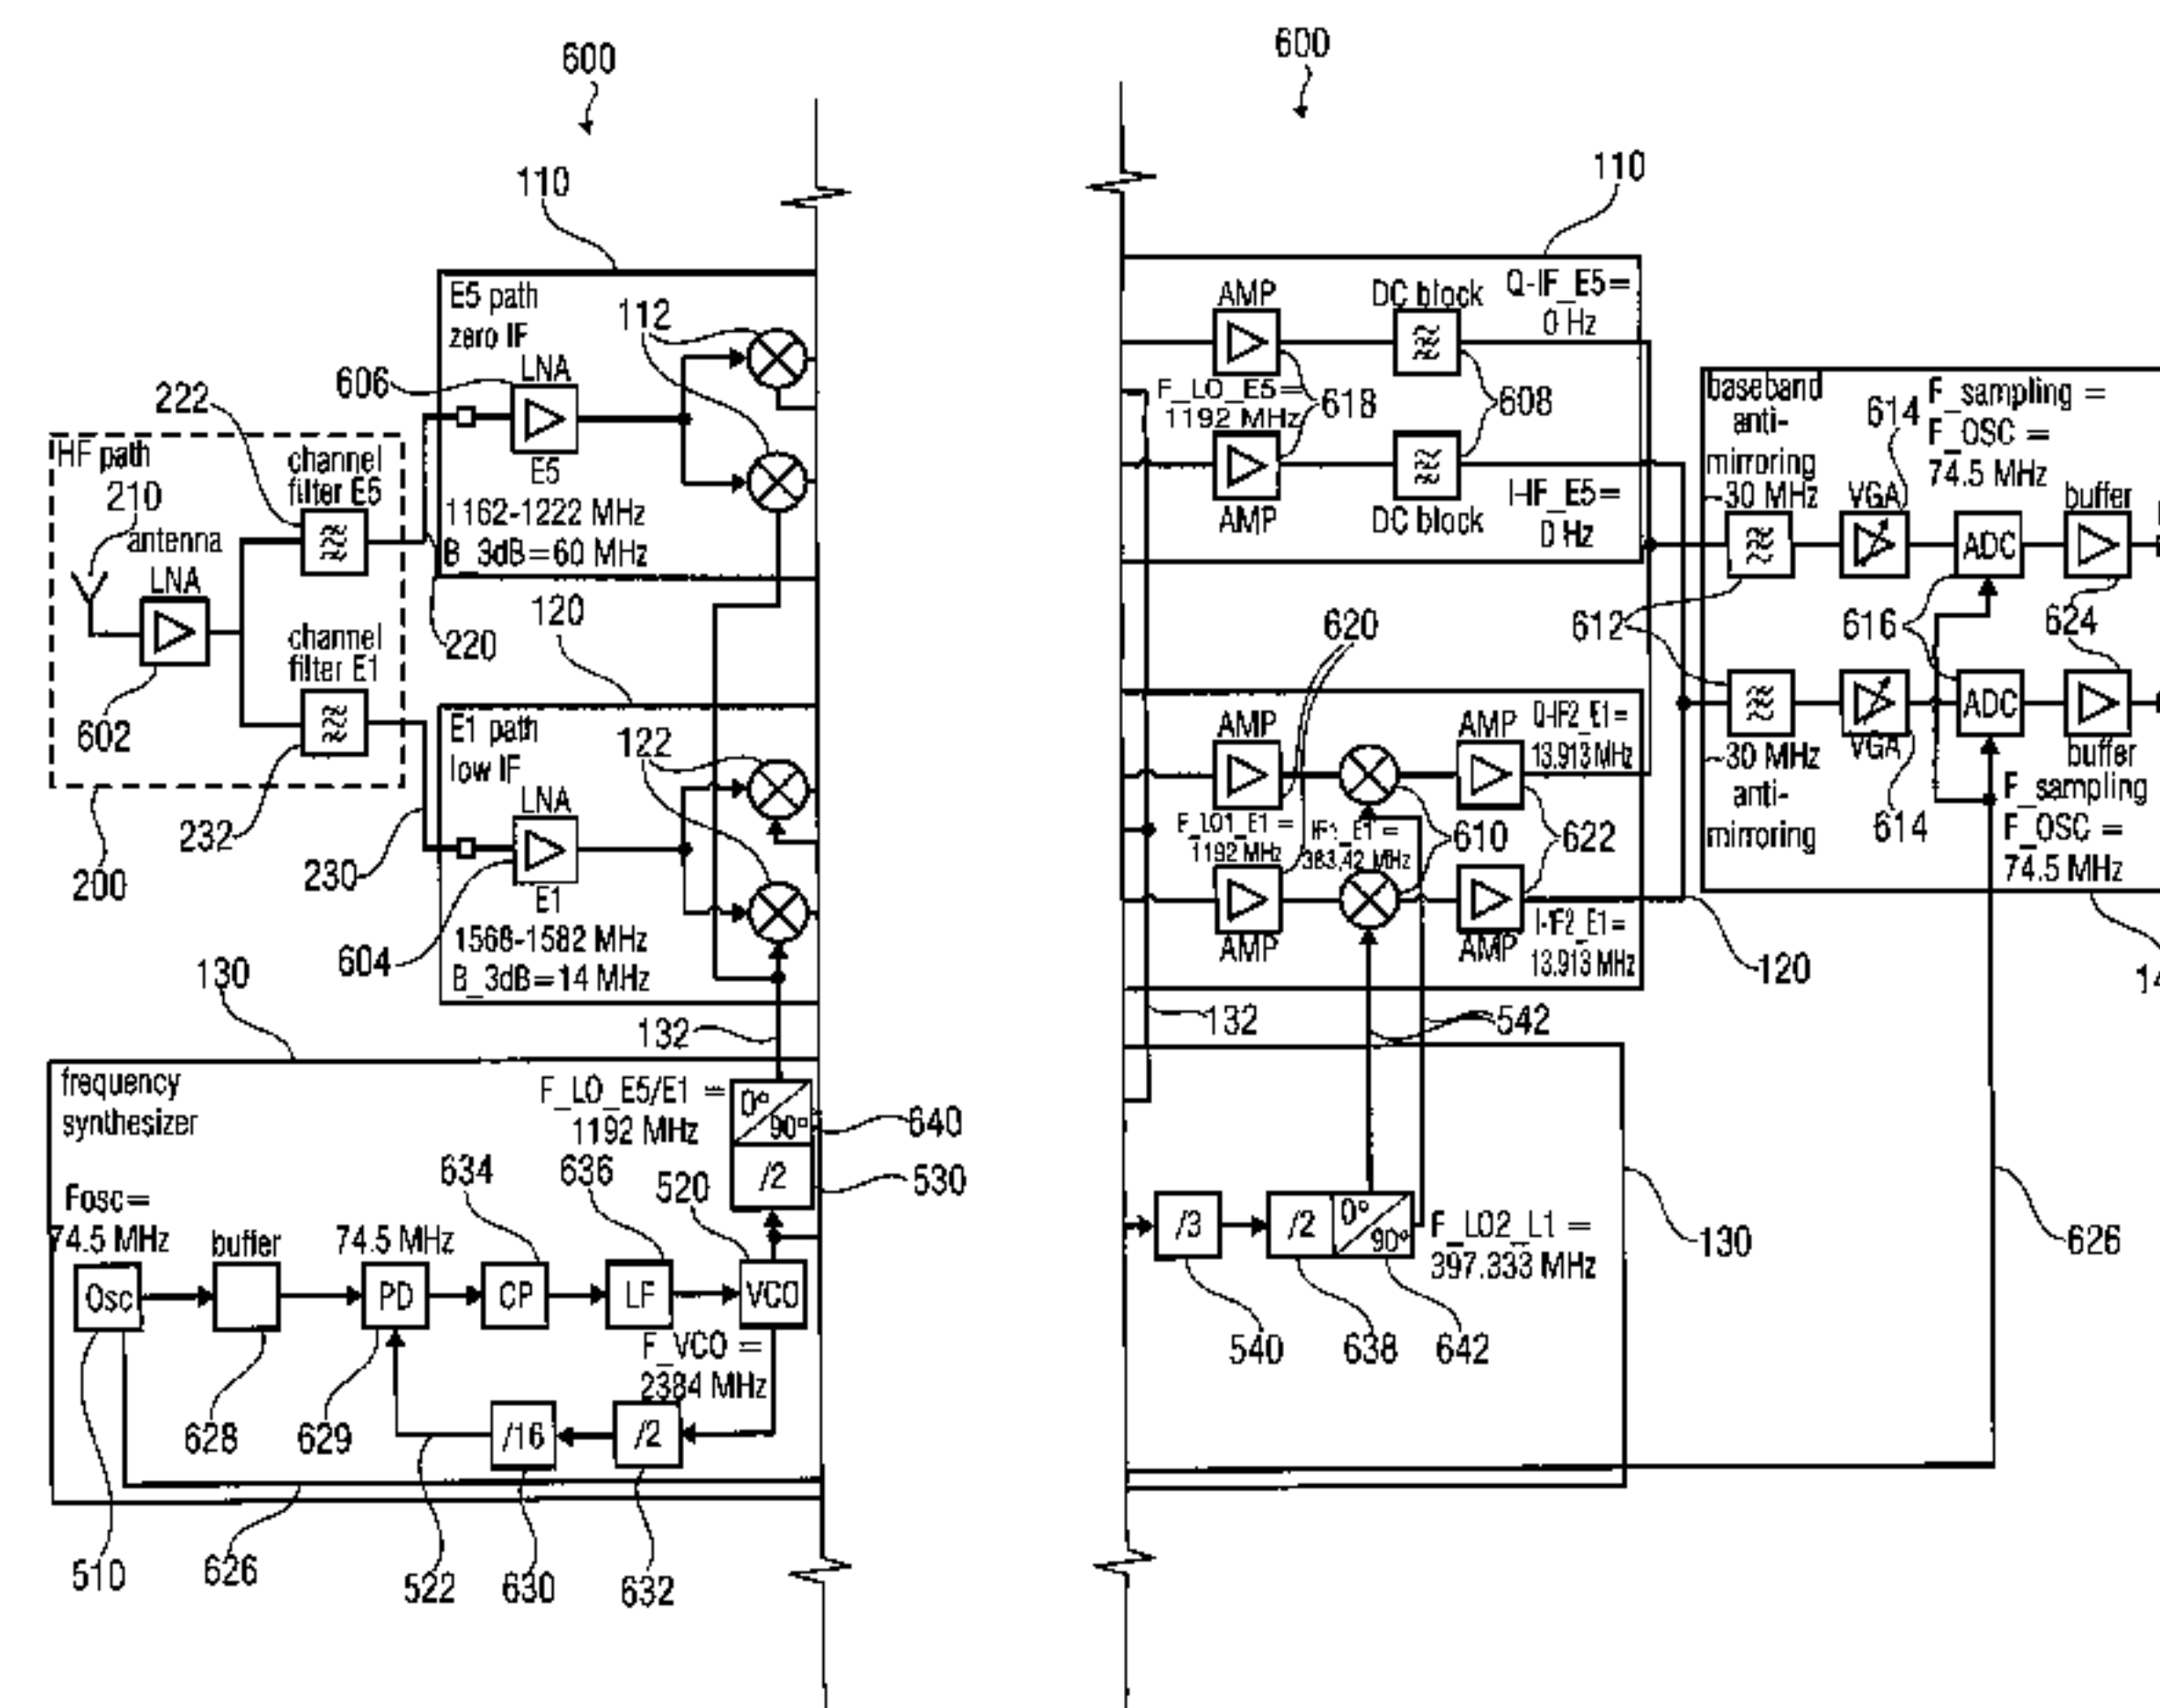 600
110
E5 path
zero IF
112
LNA
606
E5
1162-1222 MHz
B_3dB=60 MHz
222
HF path
210
antenna
LNA
channel
filter E5
channel
filter E1
602
232
200
220
230
120
E1 path
low IF
122
LNA
E1
604
1568-1582 MHz
B_3dB=14 MHz
130
132
frequency
synthesizer
F_LO_E5/E1 =
1192 MHz
0°
90°
640
/2
530
Fosc=
74.5 MHz
buffer
74.5 MHz
634
636
520
Osc
PD
CP
LF
VCO
F_VCO =
2384 MHz
628
629
/16
/2
510
626
522
630
632
600
110
AMP
DC block
Q-IF_E5=
0 Hz
F_LO_E5=
1192 MHz
618
608
AMP
DC block
I-IF_E5=
0 Hz
620
AMP
AMP
Q-IF2_E1=
13.913 MHz
F_LO1_E1=
1192 MHz
IF1_E1 =
383,42 MHz
610
622
AMP
AMP
I-IF2_E1=
13.913 MHz
120
132
542
/3
/2
0°
90°
F_LO2_L1 =
397.333 MHz
130
540
638
642
baseband
anti-
mirroring
30 MHz
614
F_sampling =
F_OSC =
74.5 MHz
VGA
ADC
buffer
612
616
624
ADC
VGA
buffer
30 MHz
anti-
mirroring
614
F_sampling
F_OSC =
74.5 MHz
14
626